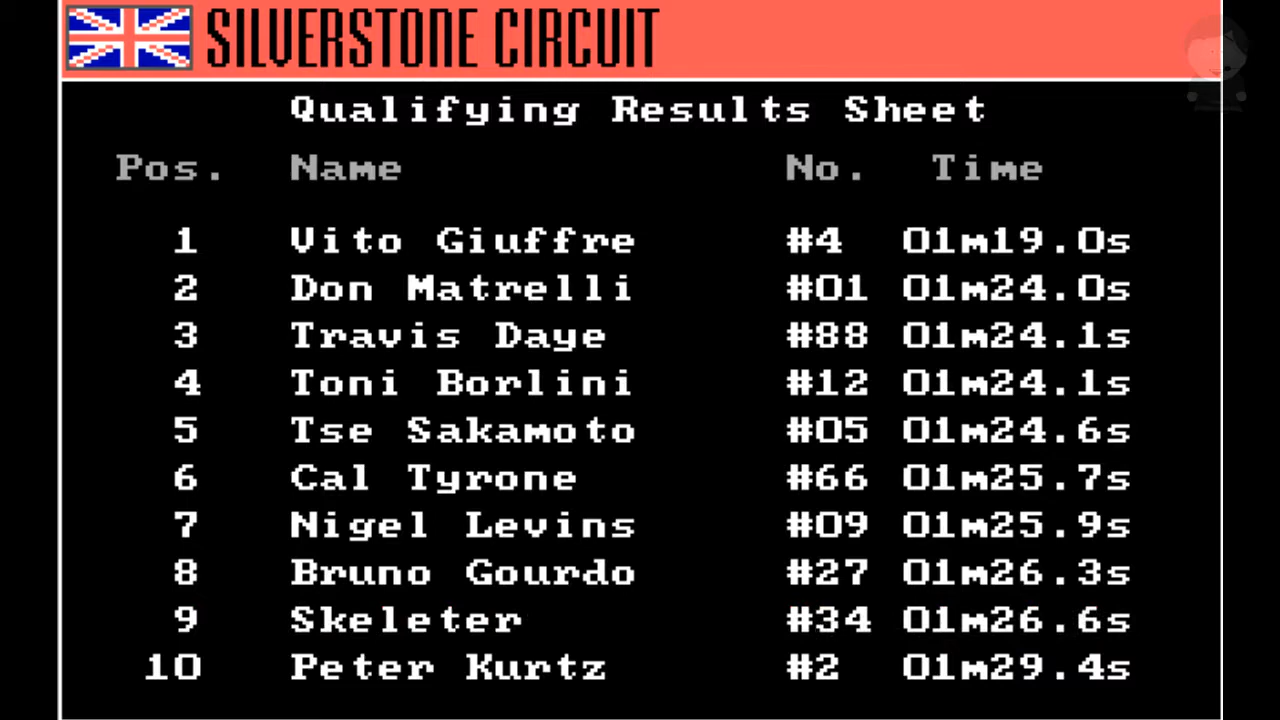 SILVERSTONE CIRCUIT
Qualifying Results Sheet
Pos. Name No. Time
1 Vito Giuffre #4 01m19.0s
2 Don Matrelli #01 01m24.0s
3 Travis Daye #88 01m24.1s
4 Toni Borlini #12 01m24.1s
5 Tse Sakamoto #05 01m24.6s
6 Cal Tyrone #66 01m25.7s
7 Nigel Levins #09 01m25.9s
8 Bruno Gourdo #27 01m26.3s
9 Skeleter #34 01m26.6s
10 Peter Kurtz #2 01m29.4s